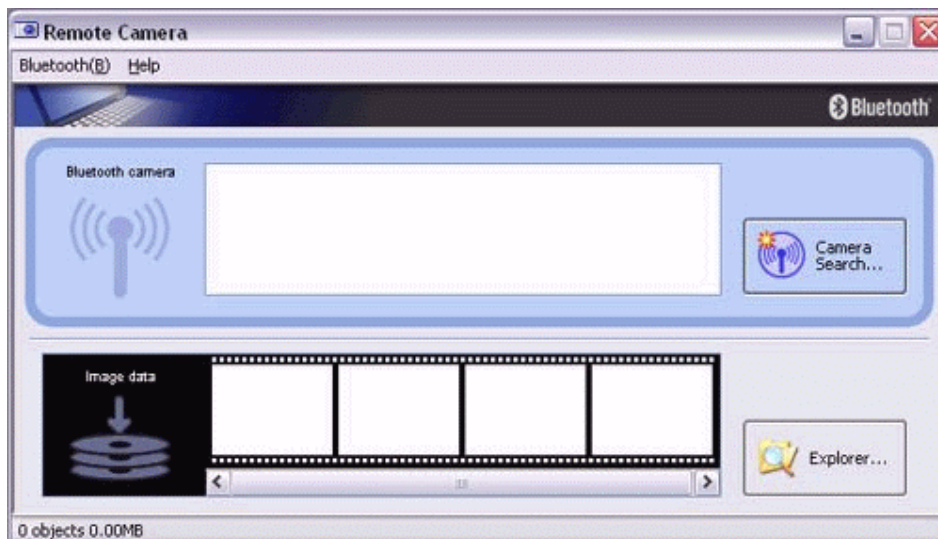 Remote Camera
Bluetooth(B) Help
Bluetooth
Bluetooth camera
Camera
Search...
Image data
Explorer...
0 objects 0.00MB